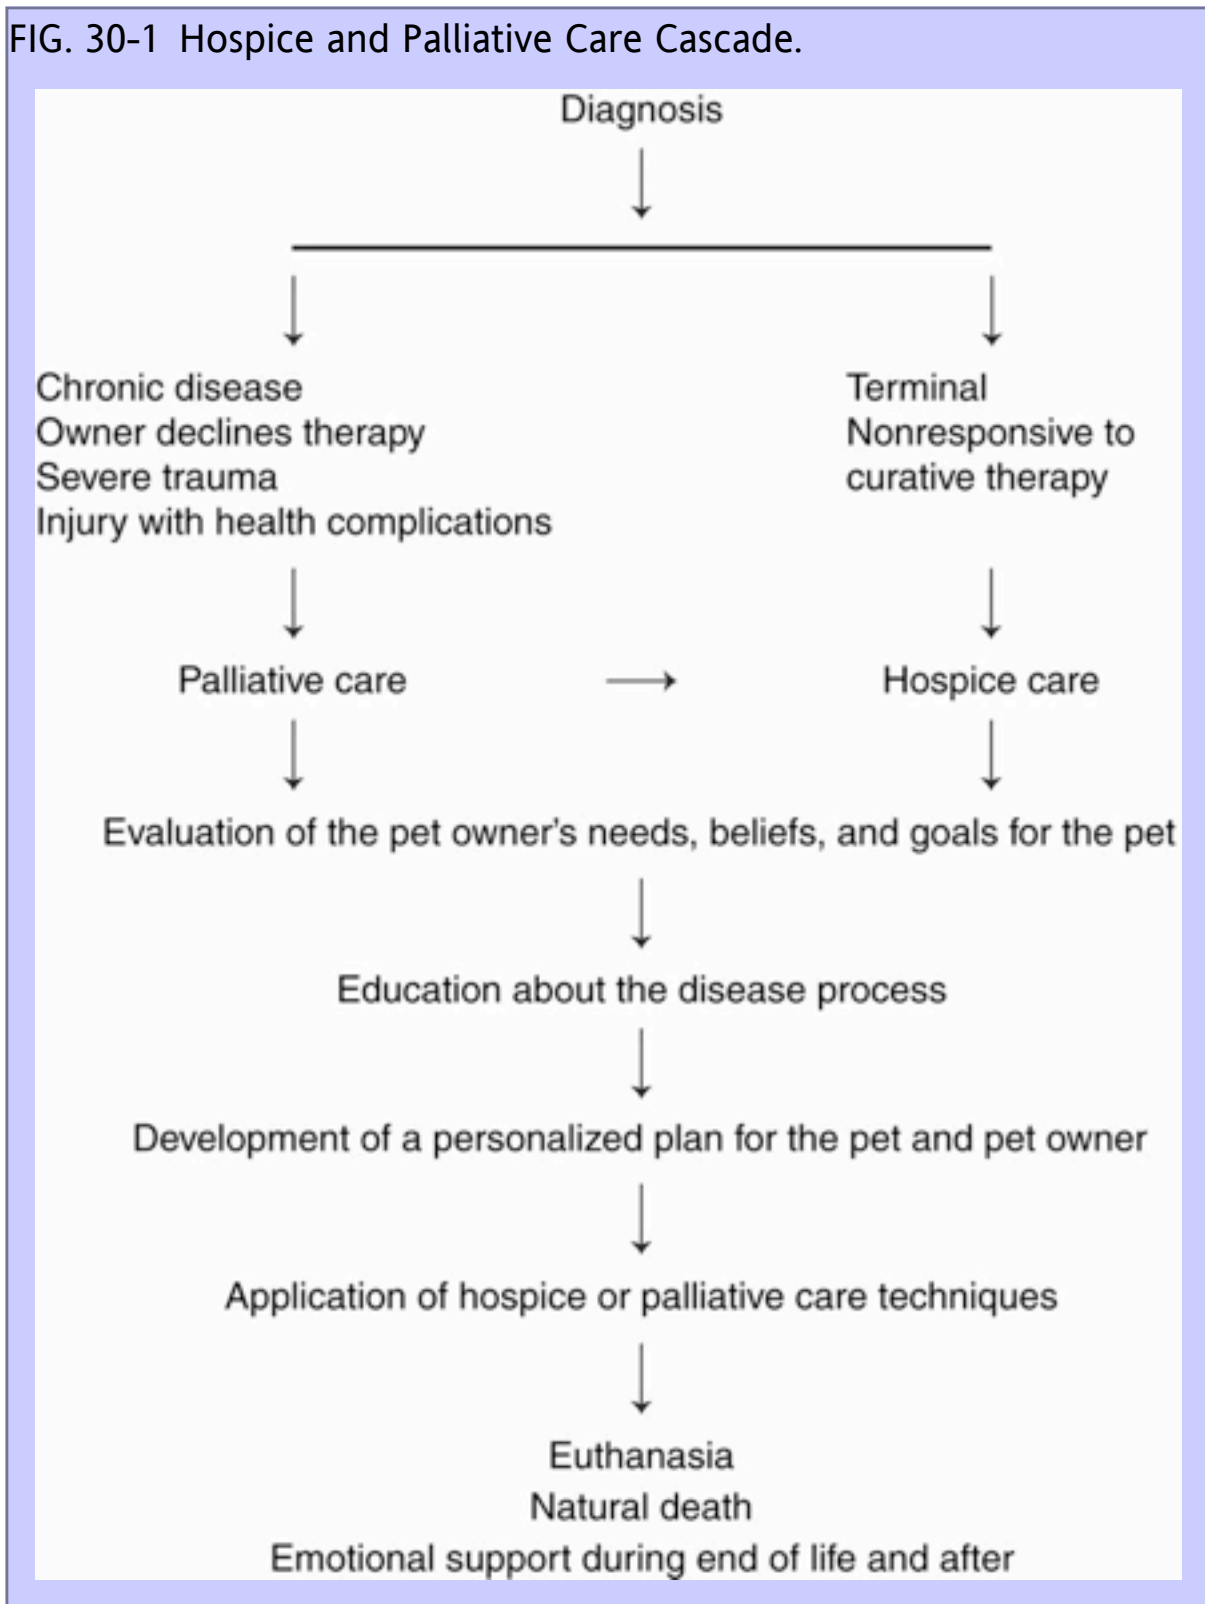 FIG. 30-1 Hospice and Palliative Care Cascade.
Diagnosis
Chronic disease
Owner declines therapy
Severe trauma
Injury with health complications
Terminal
Nonresponsive to
curative therapy
Palliative care
Hospice care
Evaluation of the pet owner's needs, beliefs, and goals for the pet
Education about the disease process
Development of a personalized plan for the pet and pet owner
Application of hospice or palliative care techniques
Euthanasia
Natural death
Emotional support during end of life and after